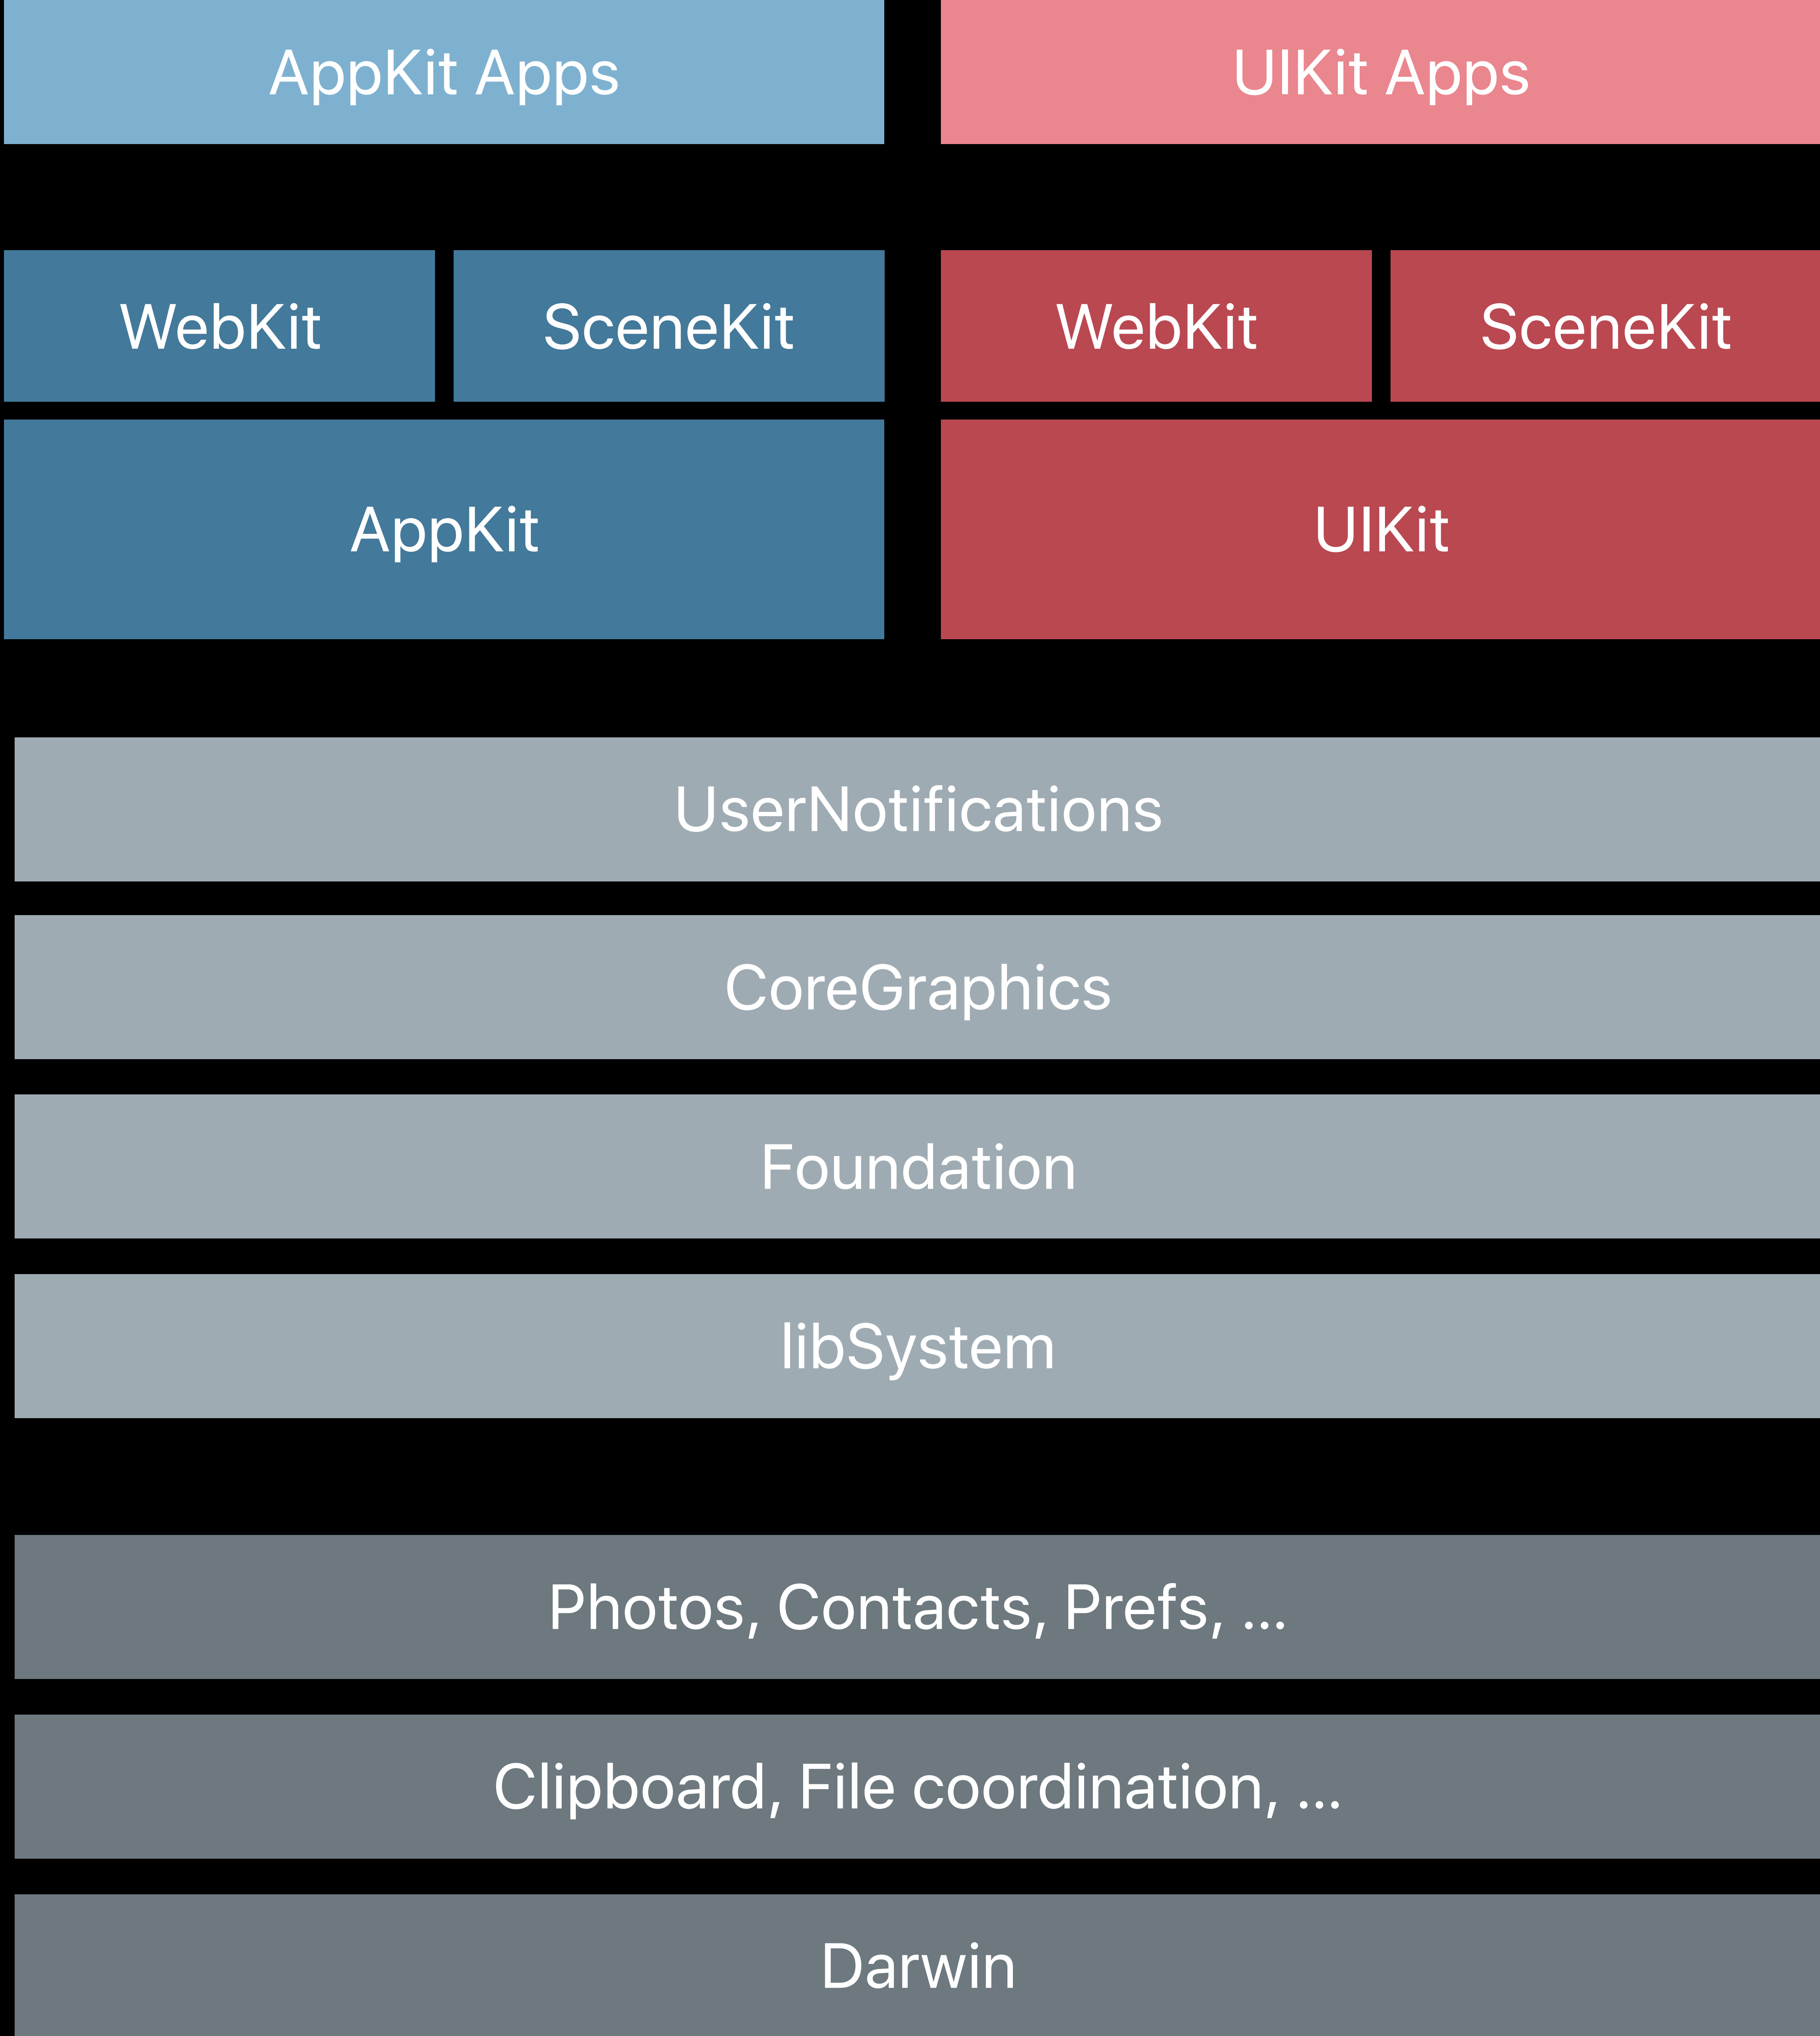 AppKit Apps
UIKit Apps
WebKit
SceneKit
WebKit
SceneKit
AppKit
UIKit
UserNotifications
CoreGraphics
Foundation
libSystem
Photos, Contacts, Prefs, ...
Clipboard, File coordination, ...
Darwin